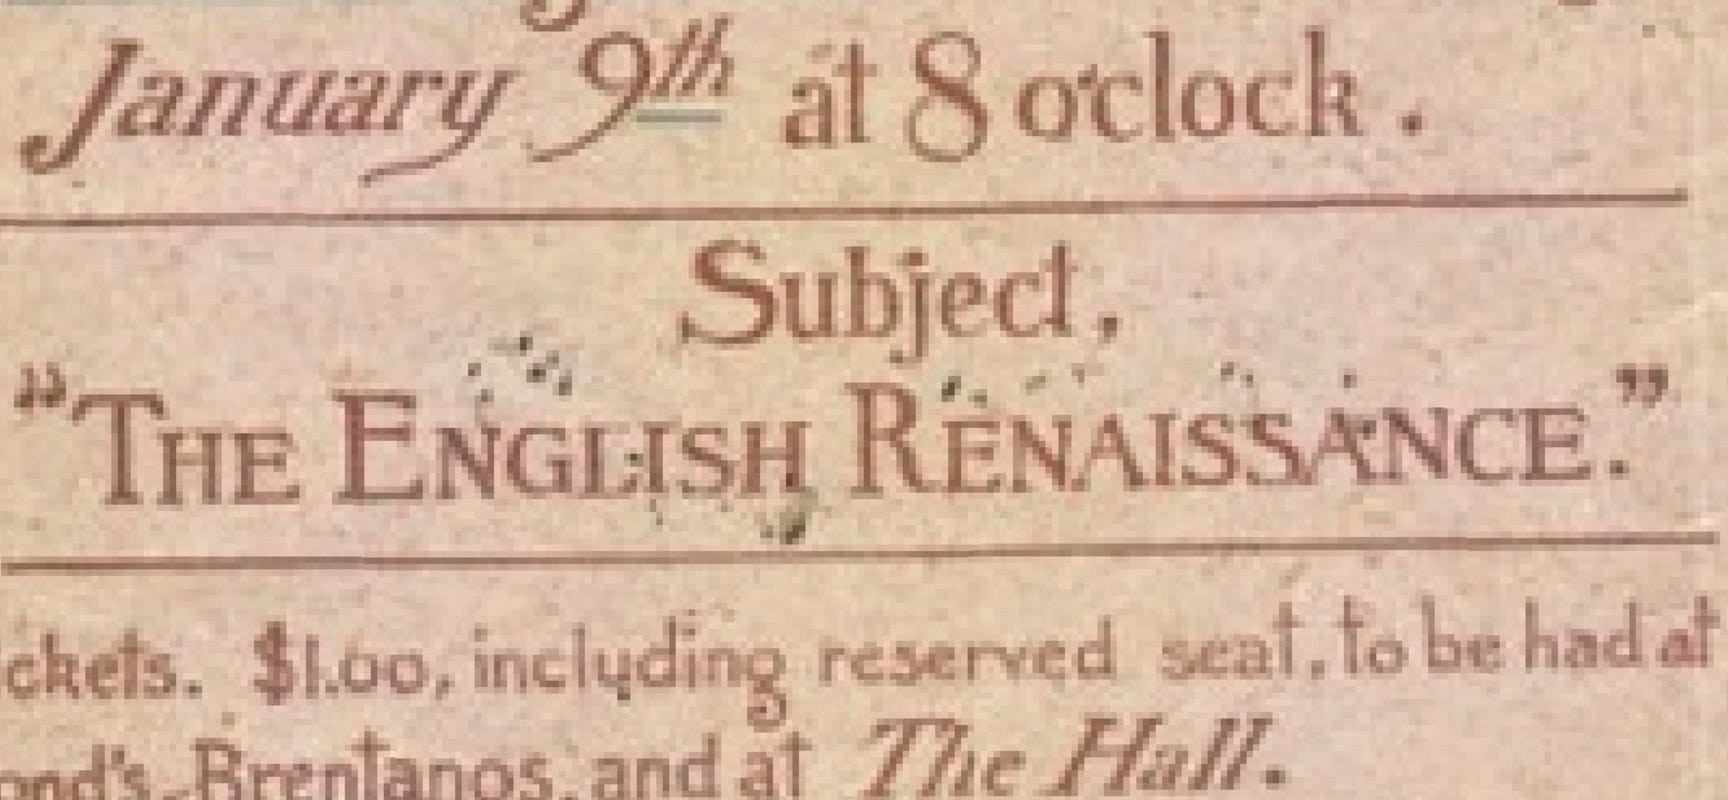 January 9th at 8 o'clock.
Subject,
"THE ENGLISH RENAISSANCE."
ckets. $1.00, including reserved seat, to be had at
ond's, Brentanos, and at The Hall.